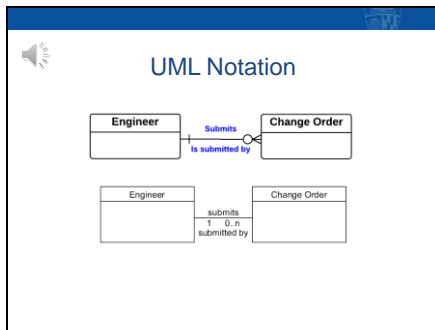 UML Notation
Engineer
Submits
Is submitted by
Change Order
Engineer
submits
1 0..n
submitted by
Change Order